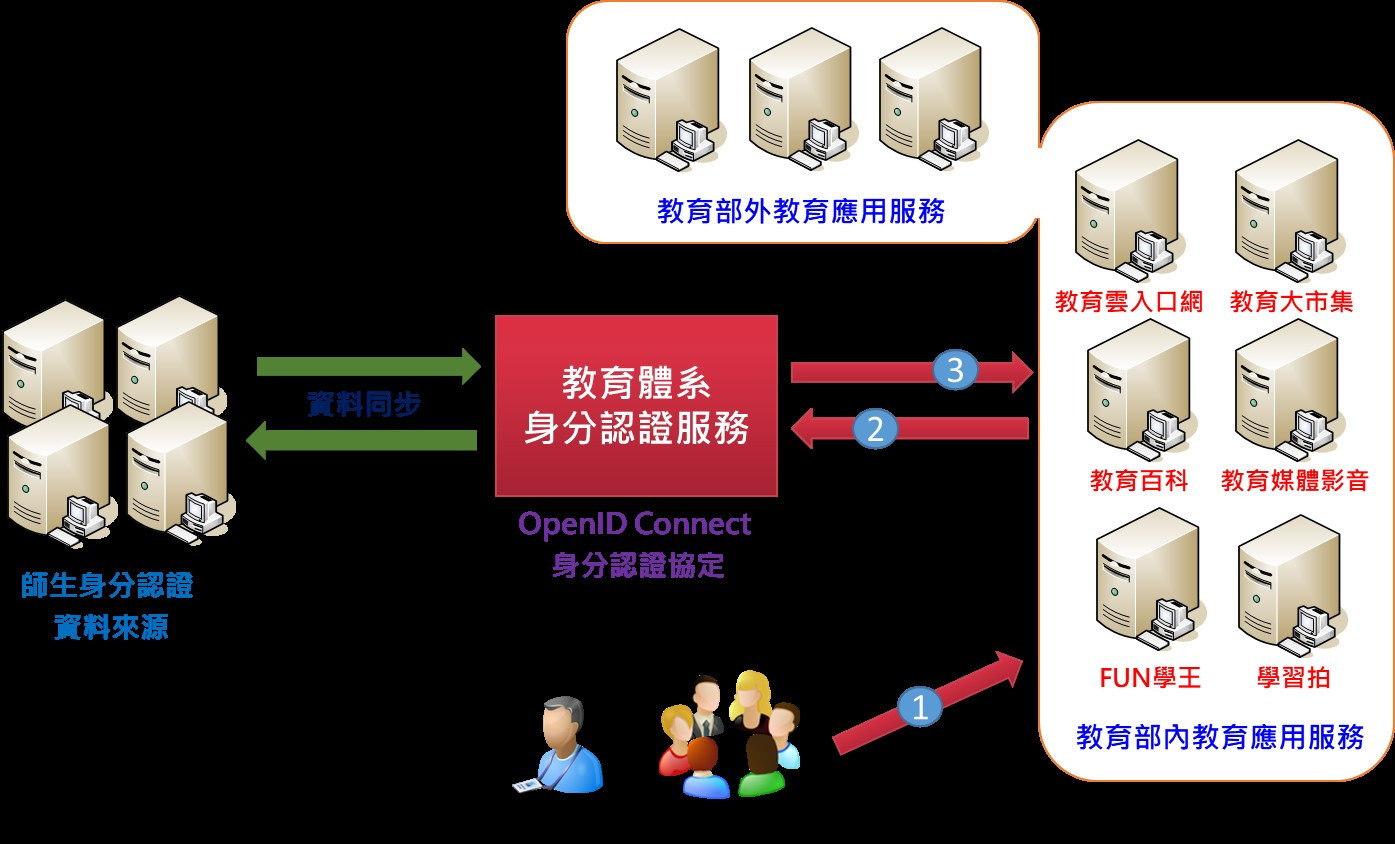 教育部外教育應用服務
教育雲入口網
教育大市集
教育體系
身分認證服務
3
資料同步
2
教育百科
教育媒體影音
OpenID Connect
身分認證協定
師生身分認證
資料來源
FUN學王
學習拍
1
教育部內教育應用服務